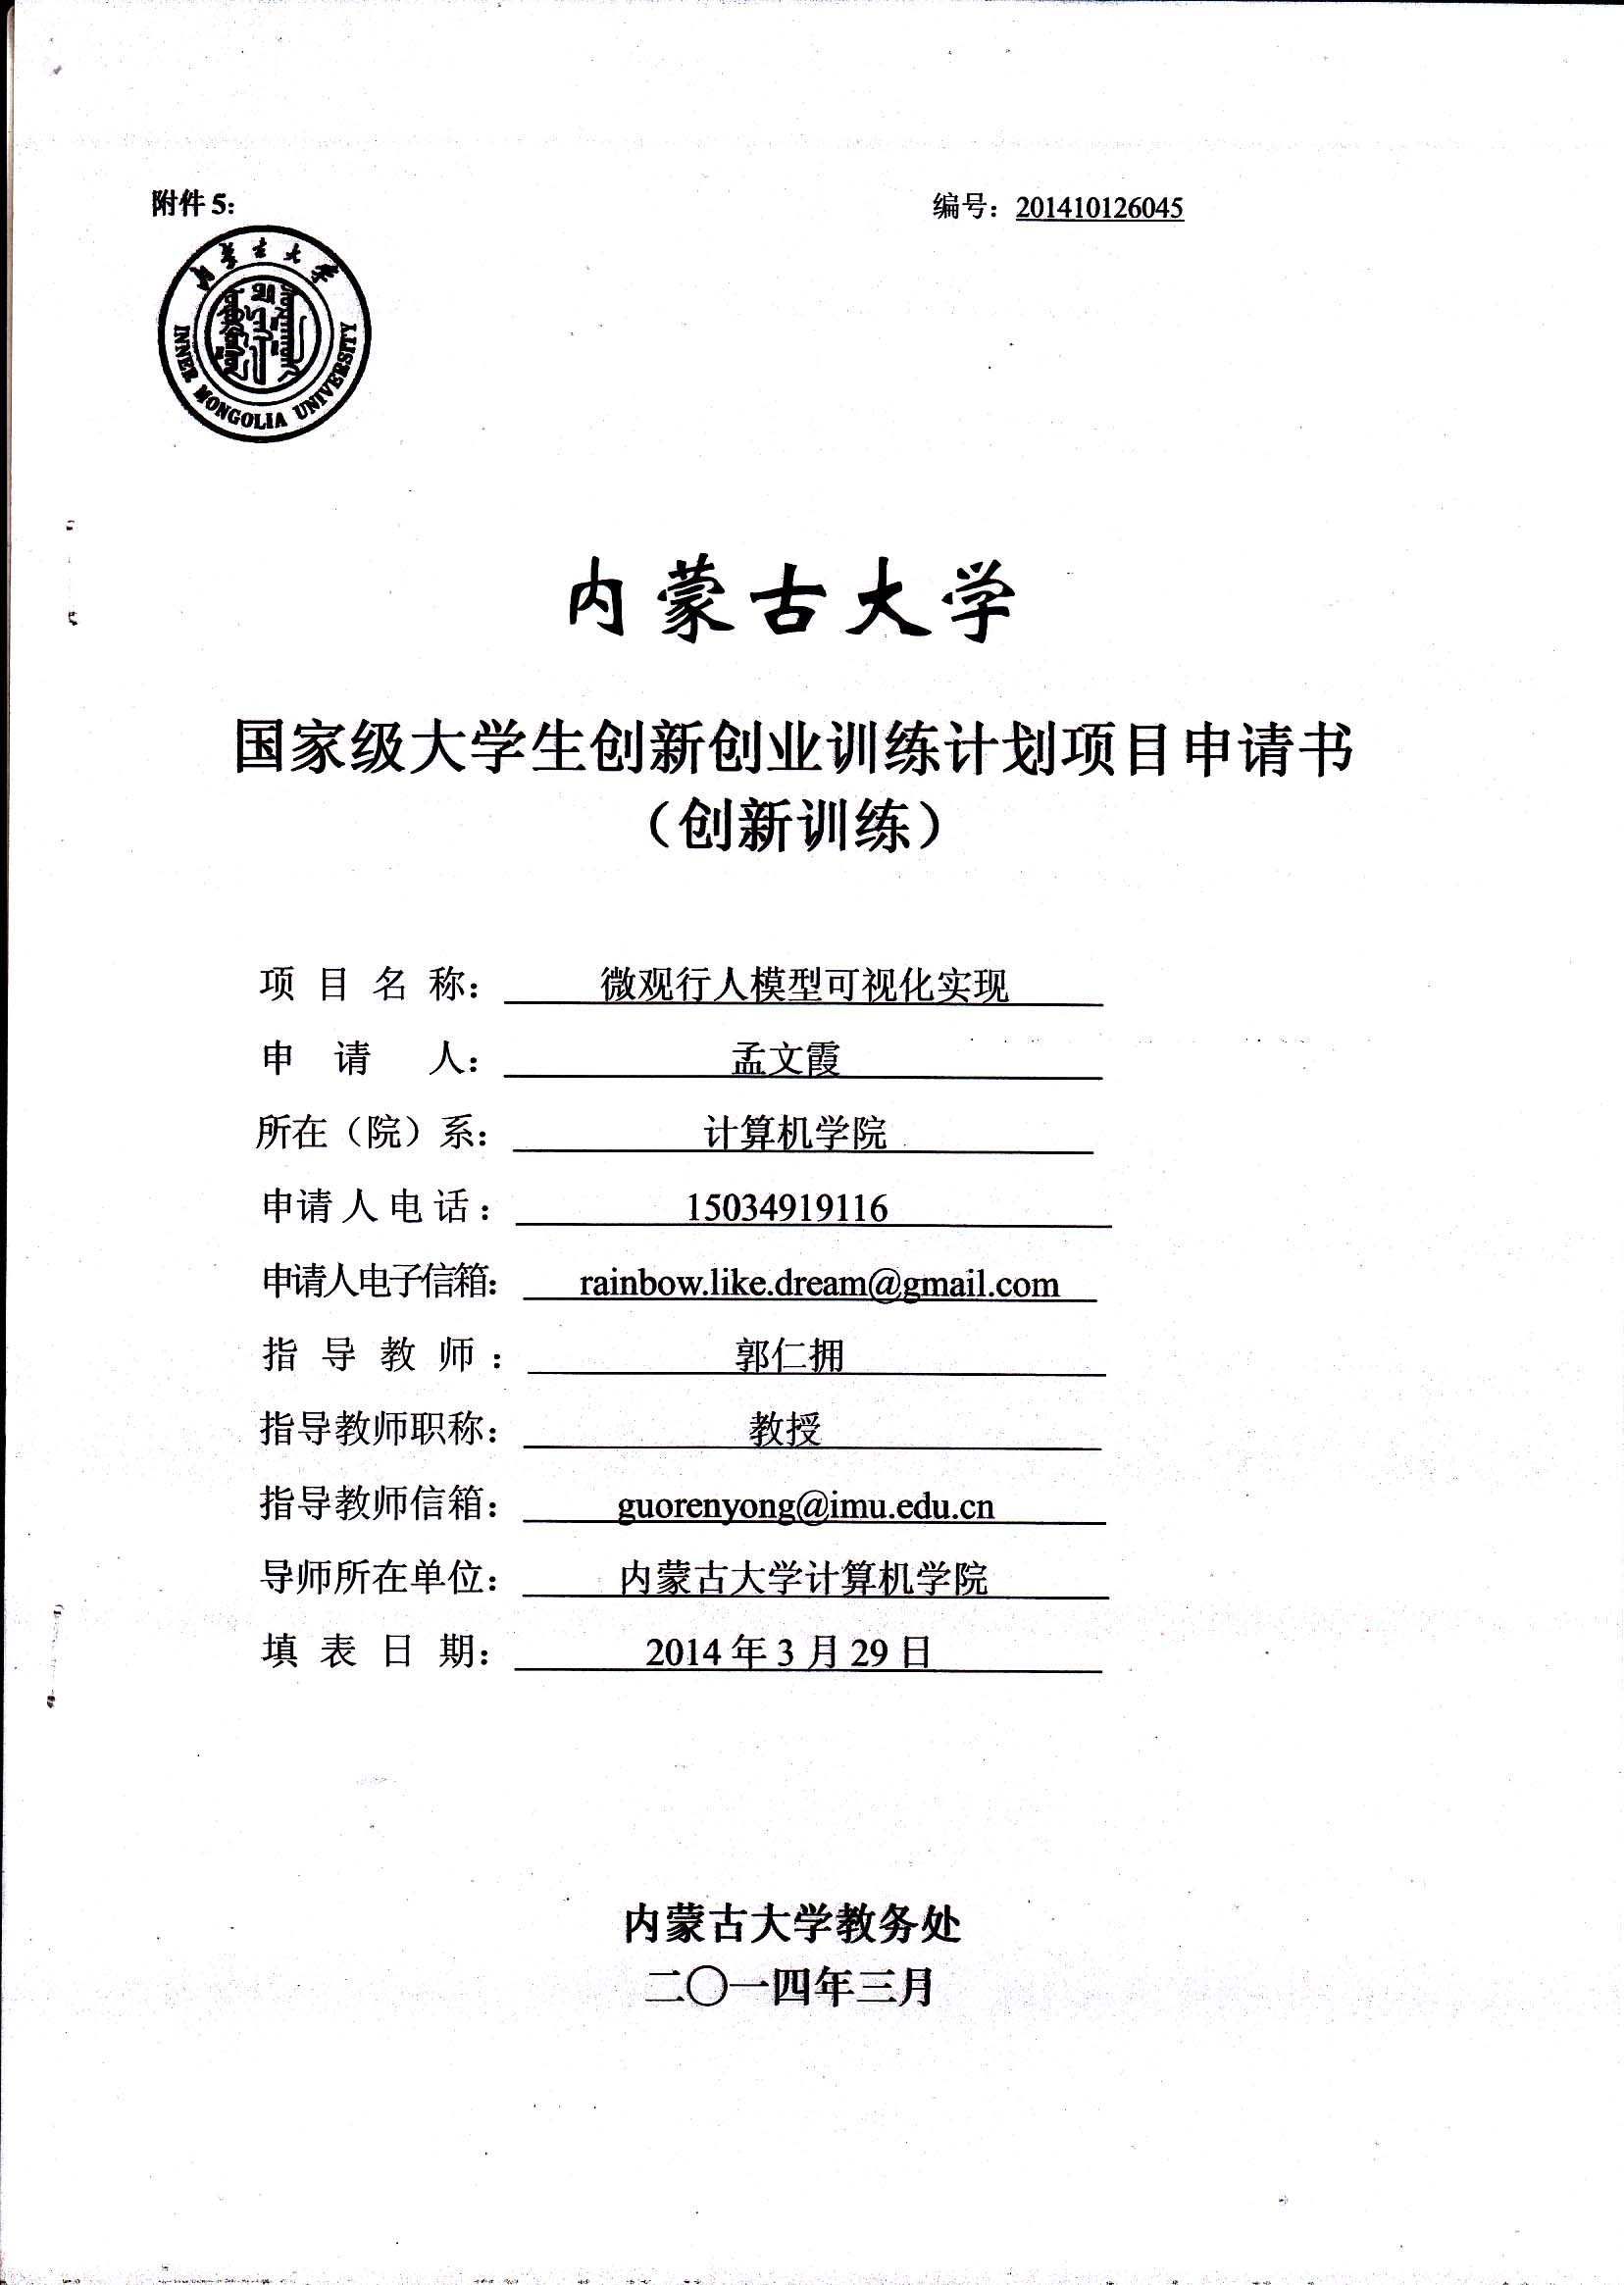 附件 5:
编号: 201410126045
内蒙古大学
INNER MONGOLIA UNIVERSITY
内蒙古大学
国家级大学生创新创业训练计划项目申请书
（创新训练）
项目名称: 微观行人模型可视化实现
申请人: 孟文霞
所在（院）系: 计算机学院
申请人电话: 15034919116
申请人电子信箱: rainbow.like.dream@gmail.com
指导教师: 郭仁拥
指导教师职称: 教授
指导教师信箱: guorenyong@imu.edu.cn
导师所在单位: 内蒙古大学计算机学院
填表日期: 2014 年 3 月 29 日
内蒙古大学教务处
二〇一四年三月